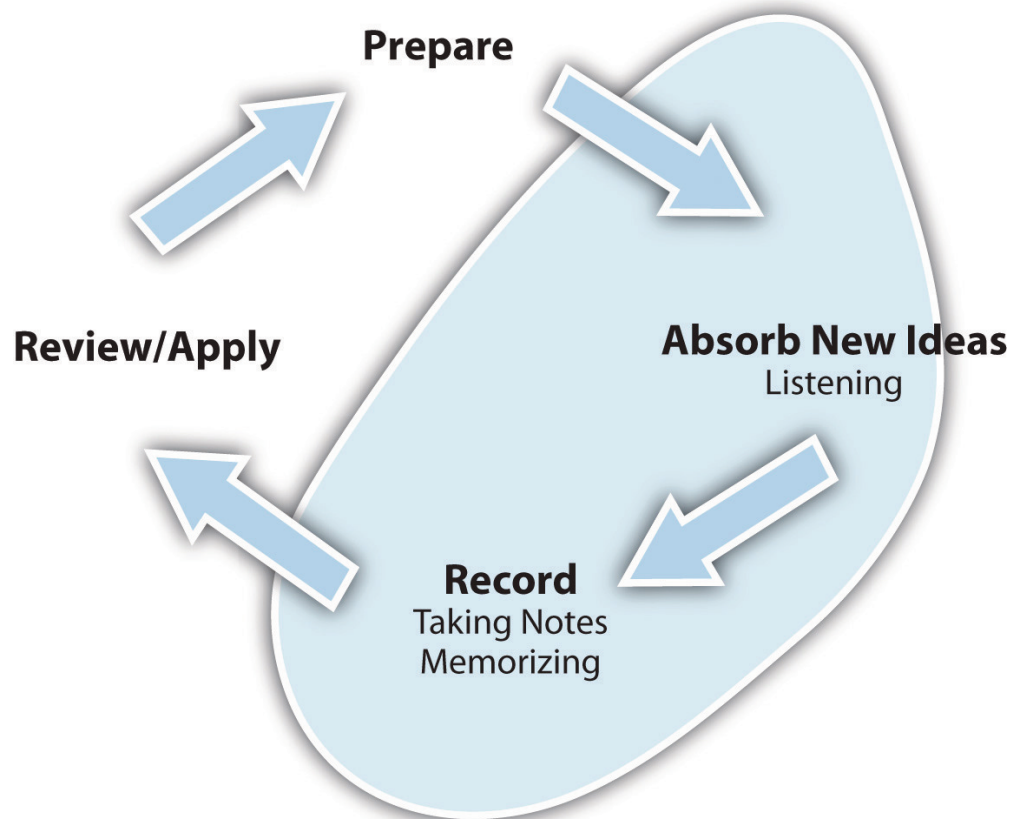 Prepare
Absorb New Ideas
Listening
Record
Taking Notes
Memorizing
Review/Apply